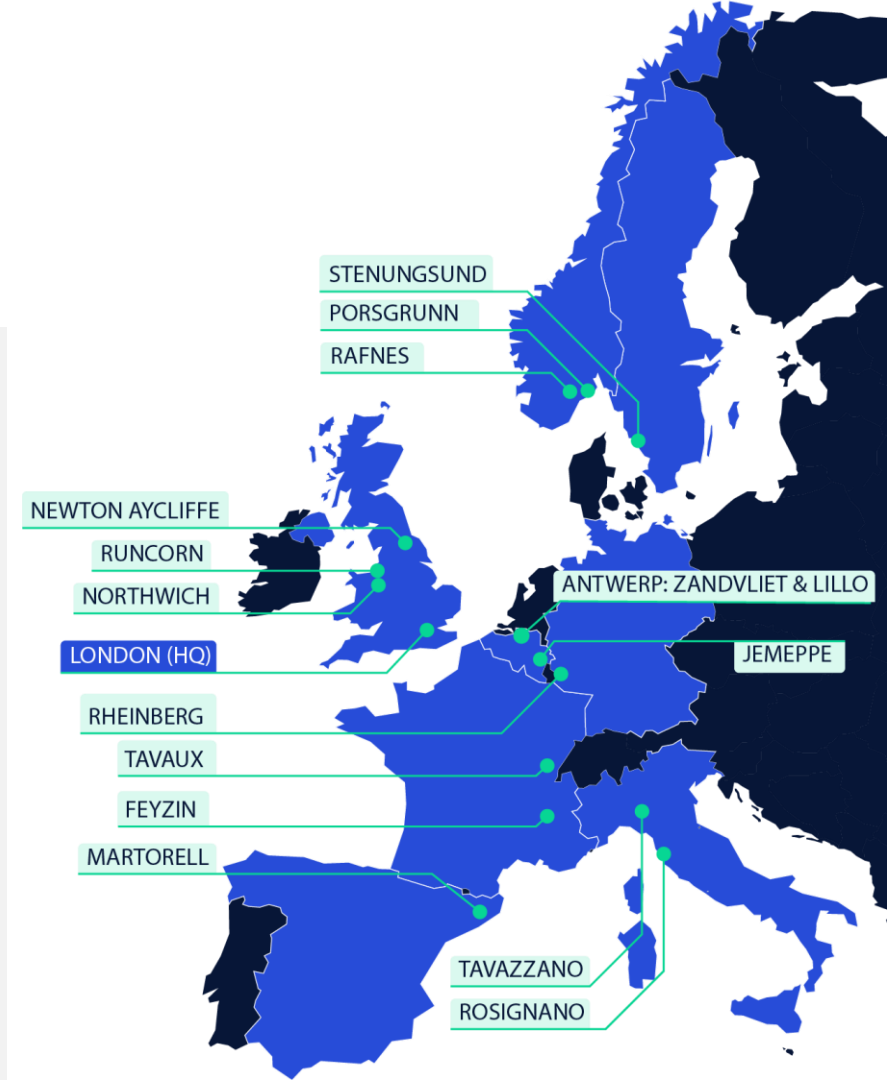 STENUNGSUND
PORSGRUNN
RAFNES
NEWTON AYCLIFFE
RUNCORN
ANTWERP: ZANDVLIET & LILLO
NORTHWICH
LONDON (HQ)
JEMEPPE
RHEINBERG
TAVAUX
FEYZIN
MARTORELL
TAVAZZANO
ROSIGNANO